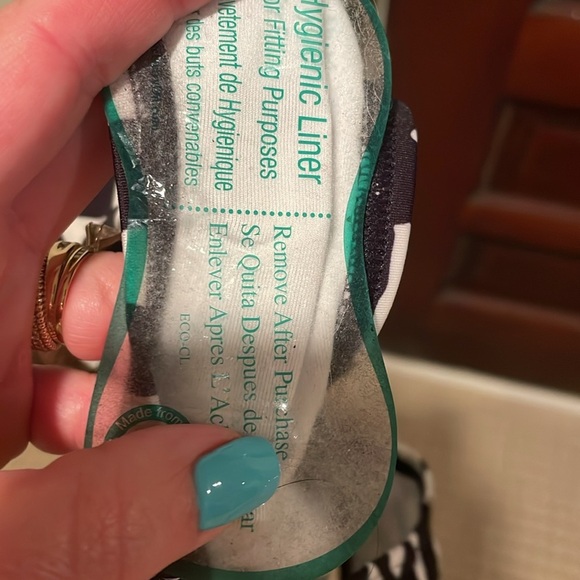 Hygienic Liner
or Fitting Purposes
vetement de Hygienique
des buts convenables
Remove After Purchase
Se Quita Despues de
Enlever Apres L'Ac
ECO-CL
Made from